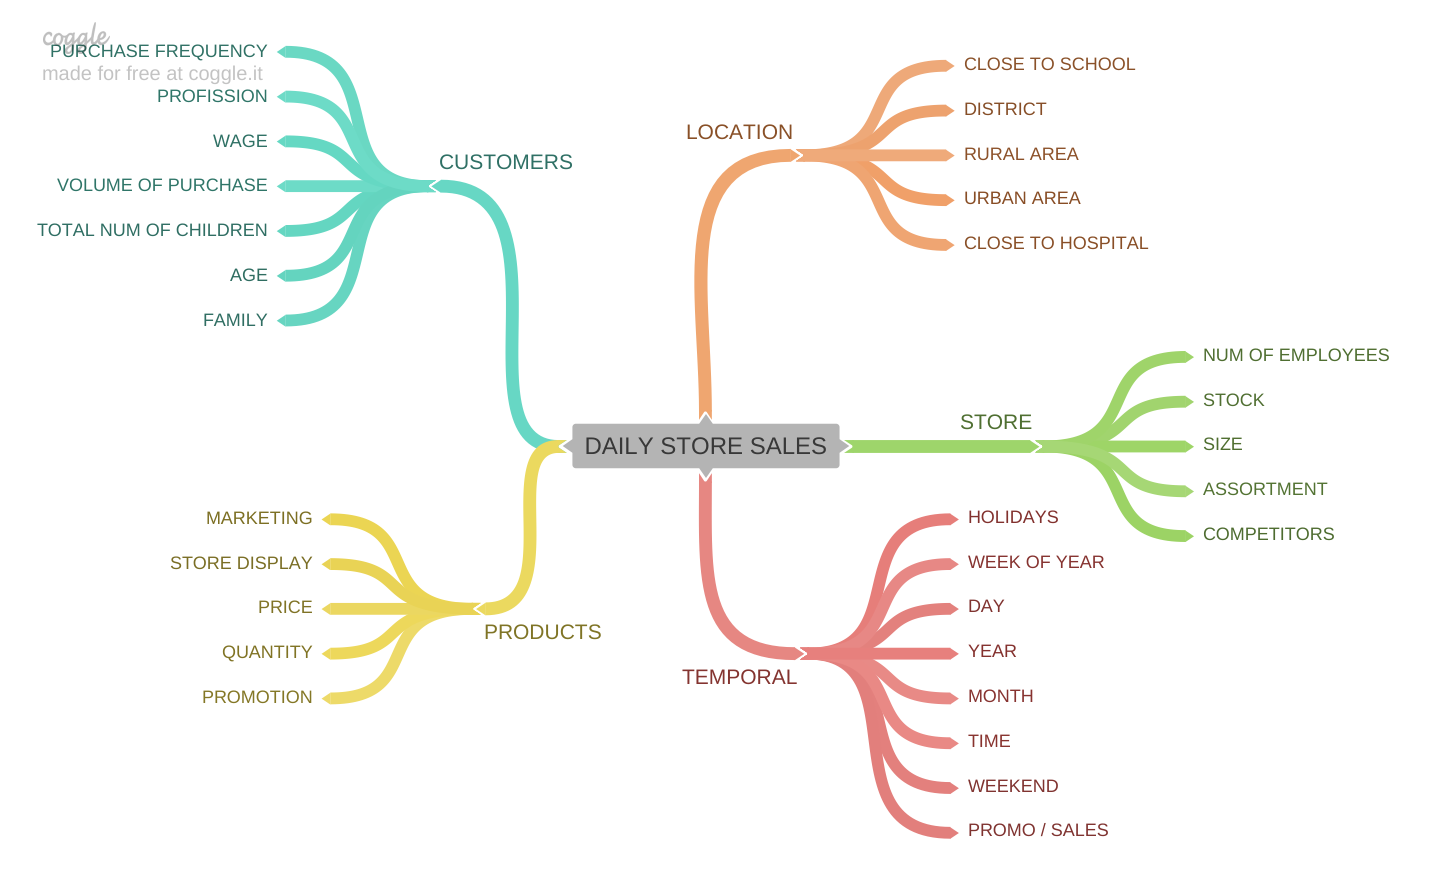 coggle
made for free at coggle.it
PURCHASE FREQUENCY
PROFISSION
WAGE
VOLUME OF PURCHASE
TOTAL NUM OF CHILDREN
AGE
FAMILY
CUSTOMERS
LOCATION
CLOSE TO SCHOOL
DISTRICT
RURAL AREA
URBAN AREA
CLOSE TO HOSPITAL
DAILY STORE SALES
STORE
NUM OF EMPLOYEES
STOCK
SIZE
ASSORTMENT
COMPETITORS
MARKETING
STORE DISPLAY
PRICE
QUANTITY
PROMOTION
PRODUCTS
TEMPORAL
HOLIDAYS
WEEK OF YEAR
DAY
YEAR
MONTH
TIME
WEEKEND
PROMO / SALES